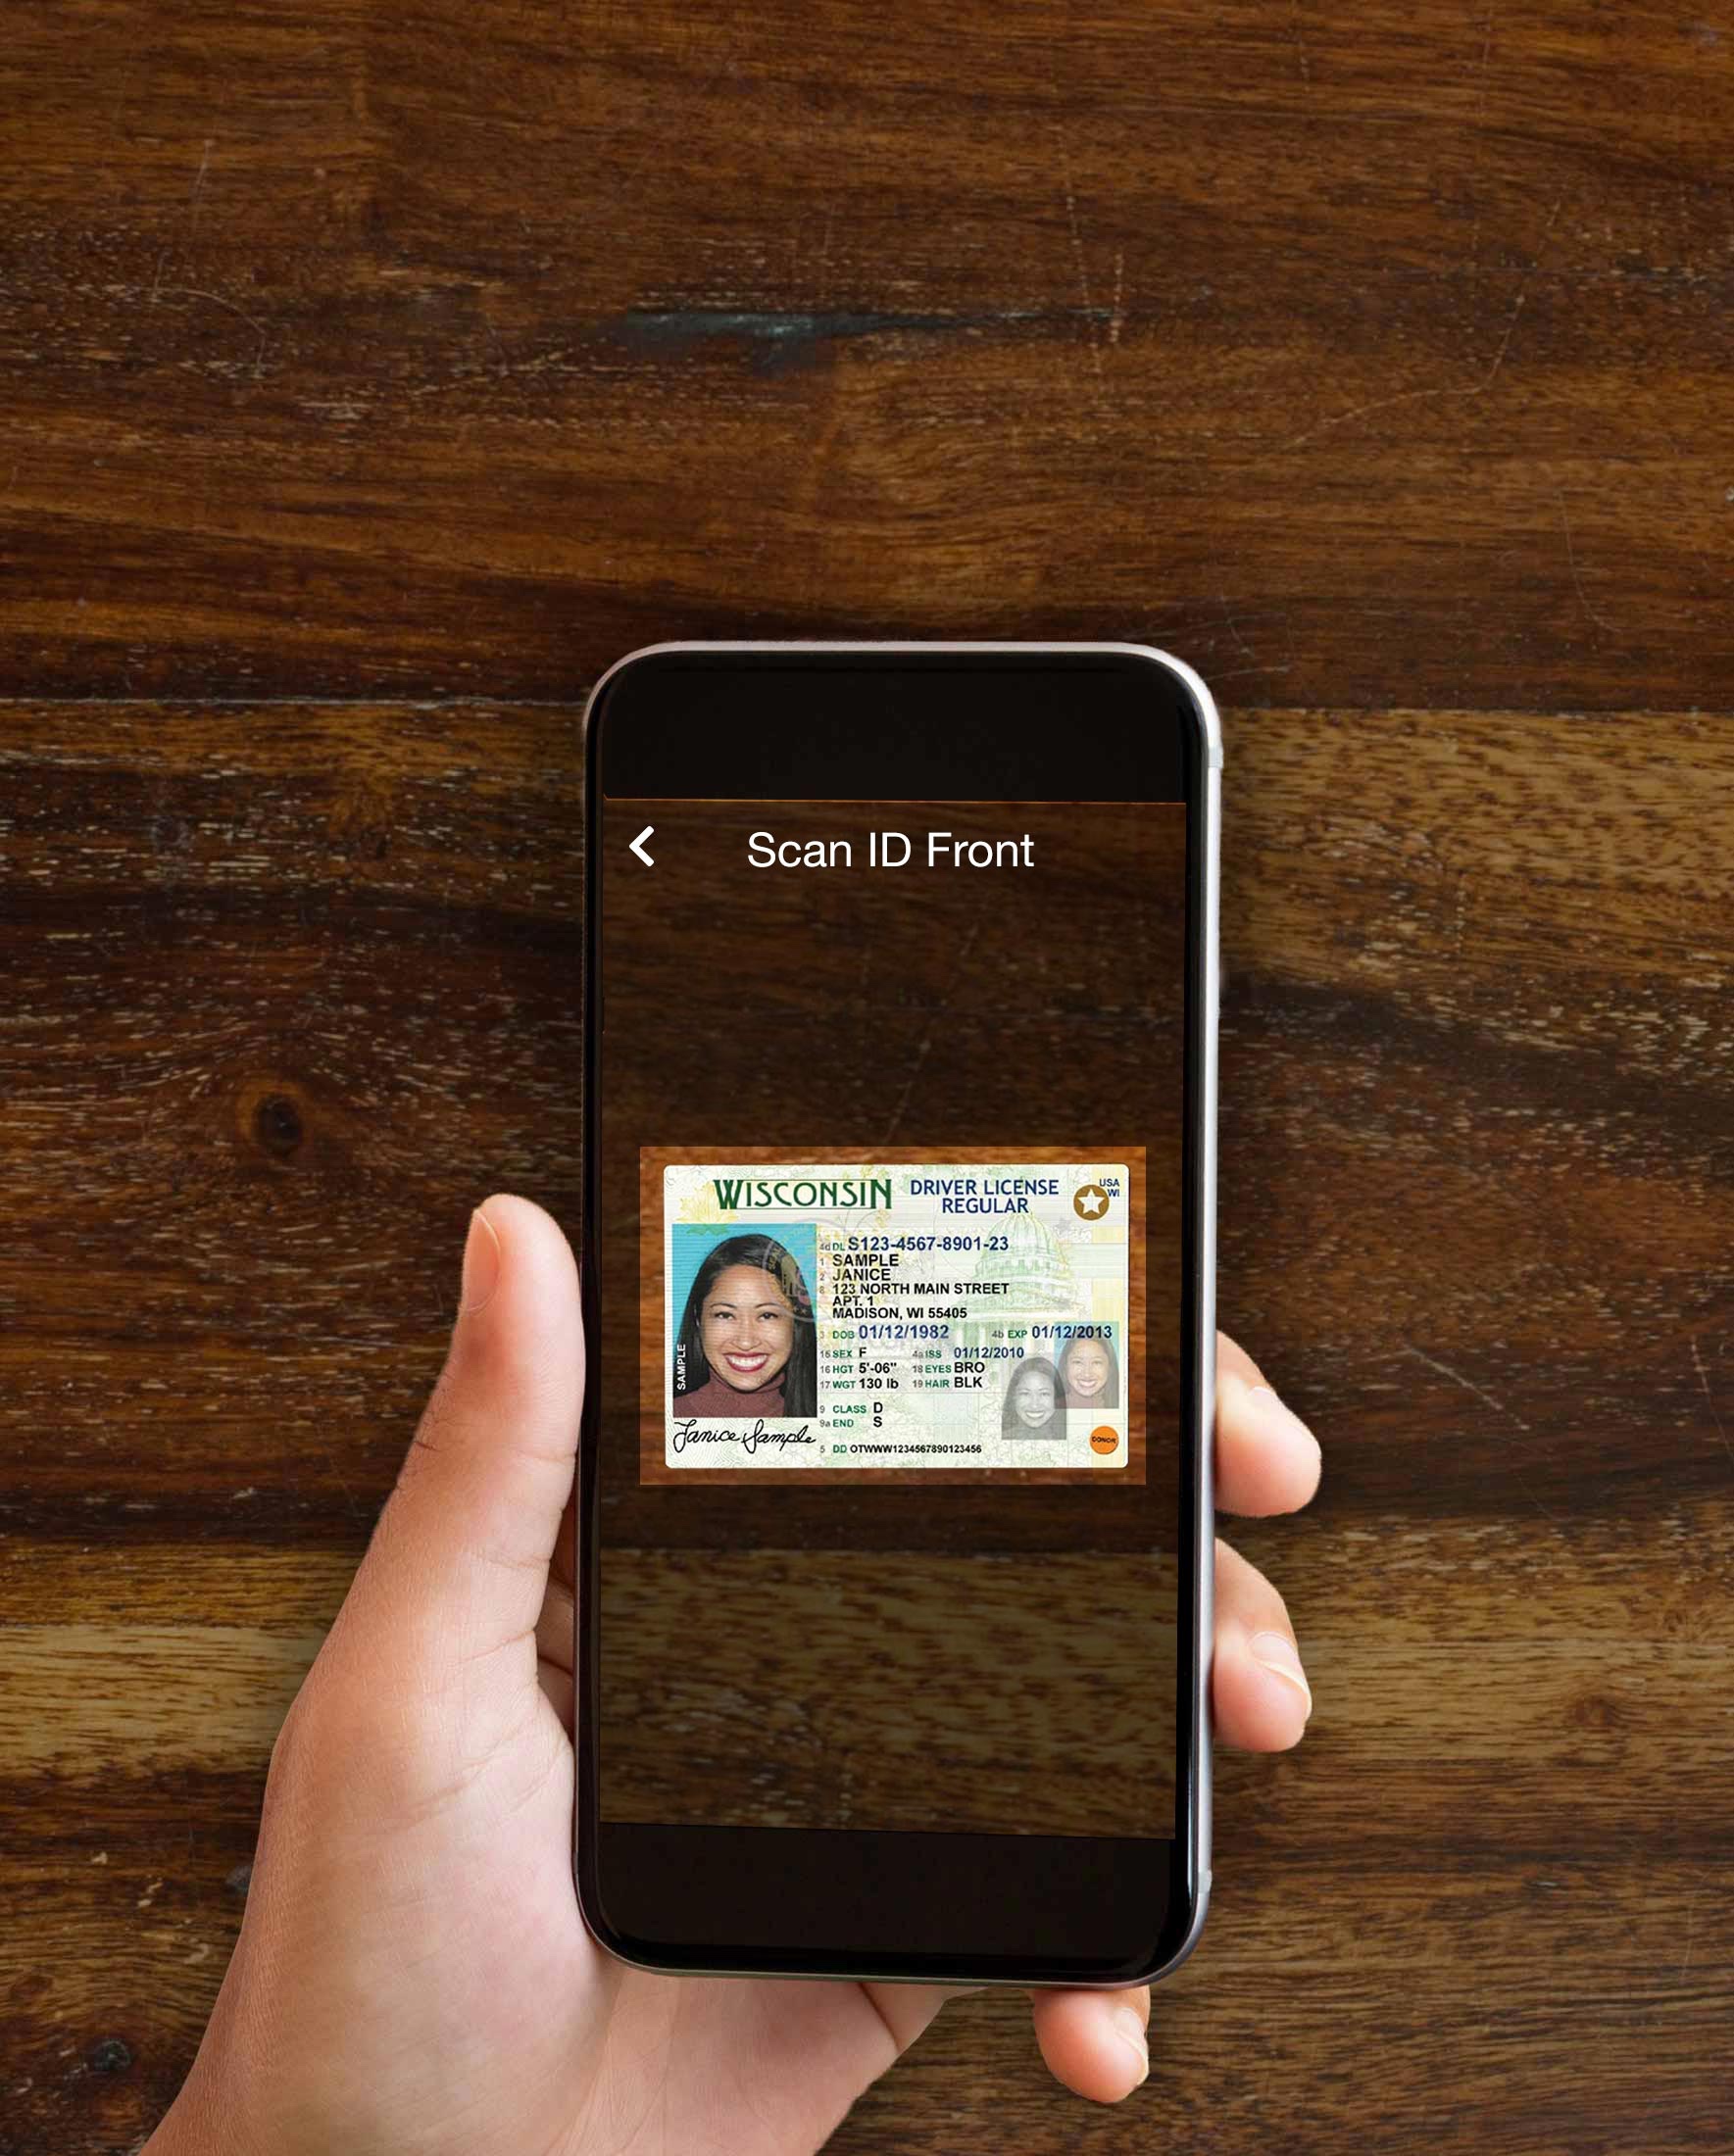 Scan ID Front
WISCONSIN
DRIVER LICENSE
REGULAR
USA
WI
4d DL S123-4567-8901-23
1 SAMPLE
2 JANICE
8 123 NORTH MAIN STREET
APT. 1
MADISON, WI 55405
3 DOB 01/12/1982 4b EXP 01/12/2013
15 SEX F 4a ISS 01/12/2010
16 HGT 5'-06" 18 EYES BRO
17 WGT 130 lb 19 HAIR BLK
9 CLASS D
9a END S
5 DD OTWWW1234567890123456
SAMPLE
Janice Sample
DONOR